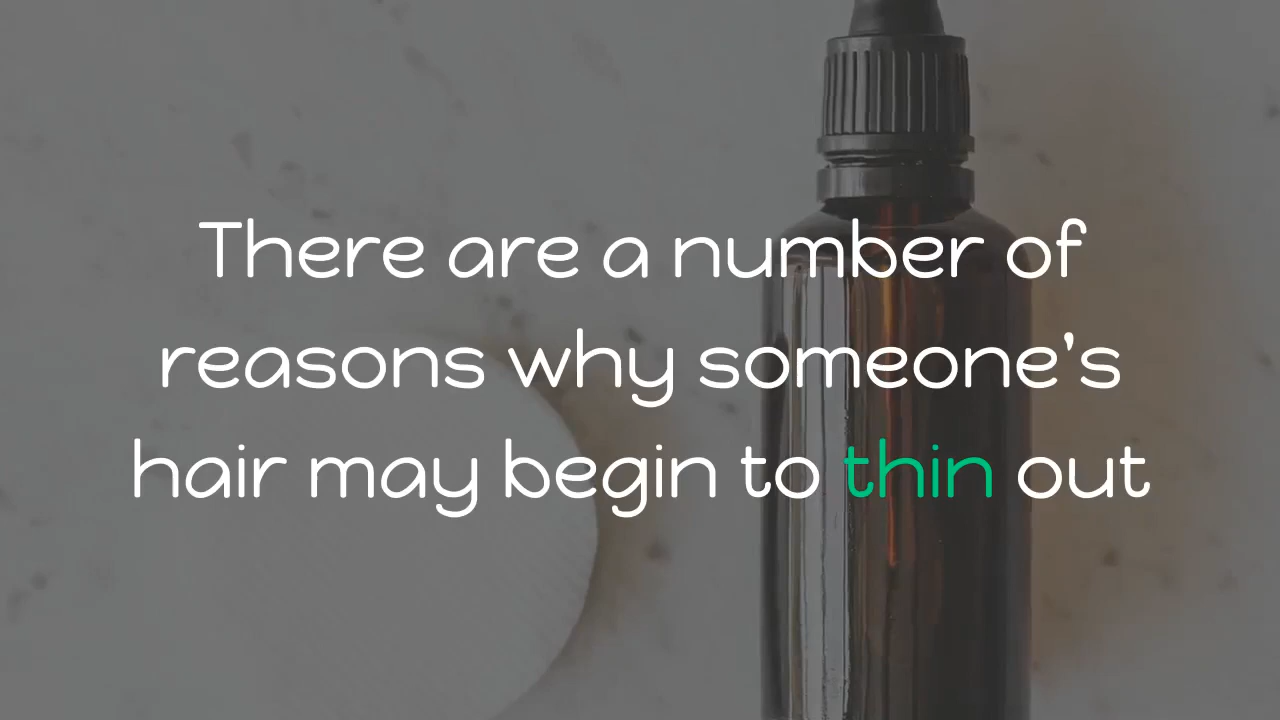 There are a number of
reasons why someone's
hair may begin to thin out